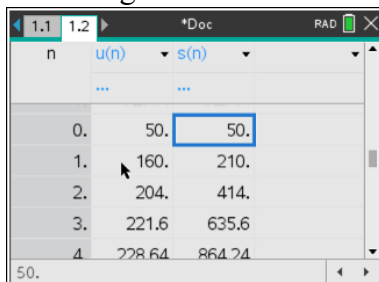 1.1 1.2 *Doc RAD
n u(n) s(n)
... ...
0. 50. 50.
1. 160. 210.
2. 204. 414.
3. 221.6 635.6
4. 228.64 864.24
50.